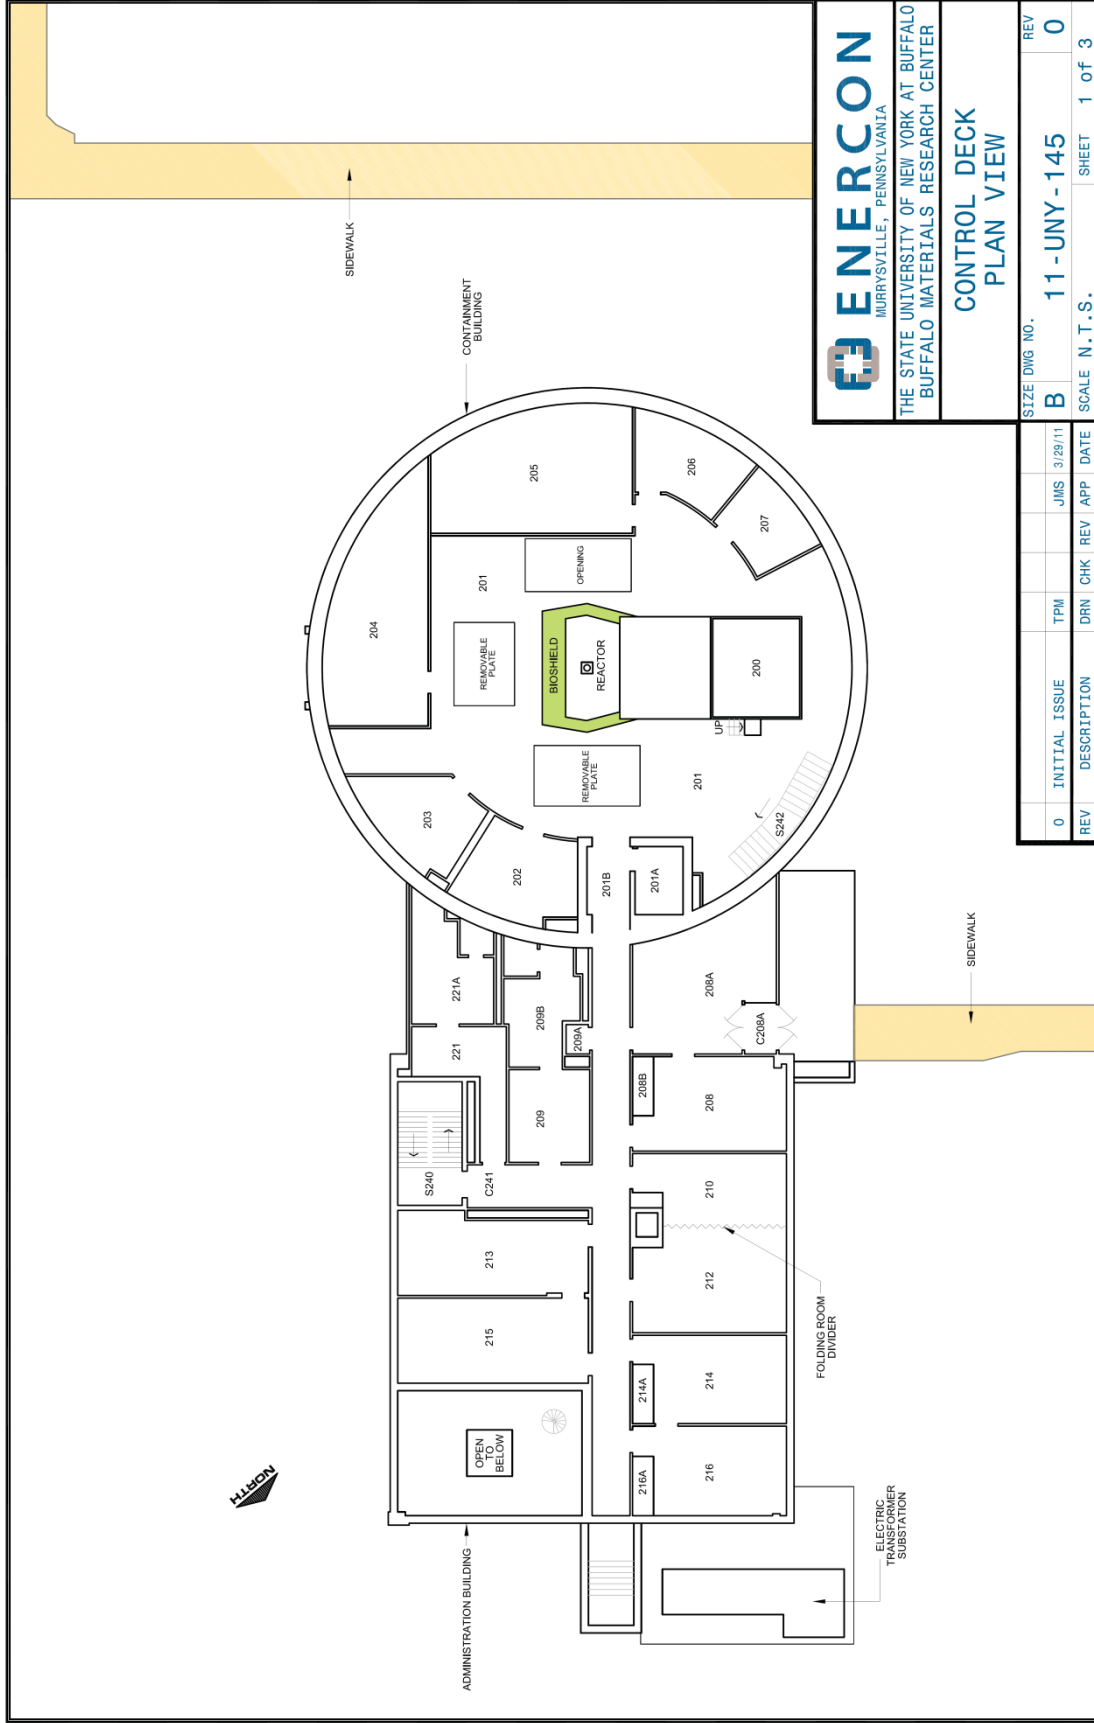 NORTH
SIDEWALK
CONTAINMENT
BUILDING
204
205
206
207
201
REMOVABLE
PLATE
OPENING
BIOSHIELD
REACTOR
200
UP
REMOVABLE
PLATE
201
203
202
201B
201A
S242
221A
221
209B
209A
209
208A
C208A
208B
208
S240
C241
213
215
210
212
214A
214
216A
216
OPEN
TO
BELOW
FOLDING ROOM
DIVIDER
SIDEWALK
ADMINISTRATION BUILDING
ELECTRIC
TRANSFORMER
SUBSTATION
ENERCON
MURRYSVILLE, PENNSYLVANIA
THE STATE UNIVERSITY OF NEW YORK AT BUFFALO
BUFFALO MATERIALS RESEARCH CENTER
CONTROL DECK
PLAN VIEW
SIZE DWG NO. REV
B 11-UNY-145 0
SCALE N.T.S. SHEET 1 of 3
0 INITIAL ISSUE TPM JMS 3/29/11
REV DESCRIPTION DRN CHK REV APP DATE